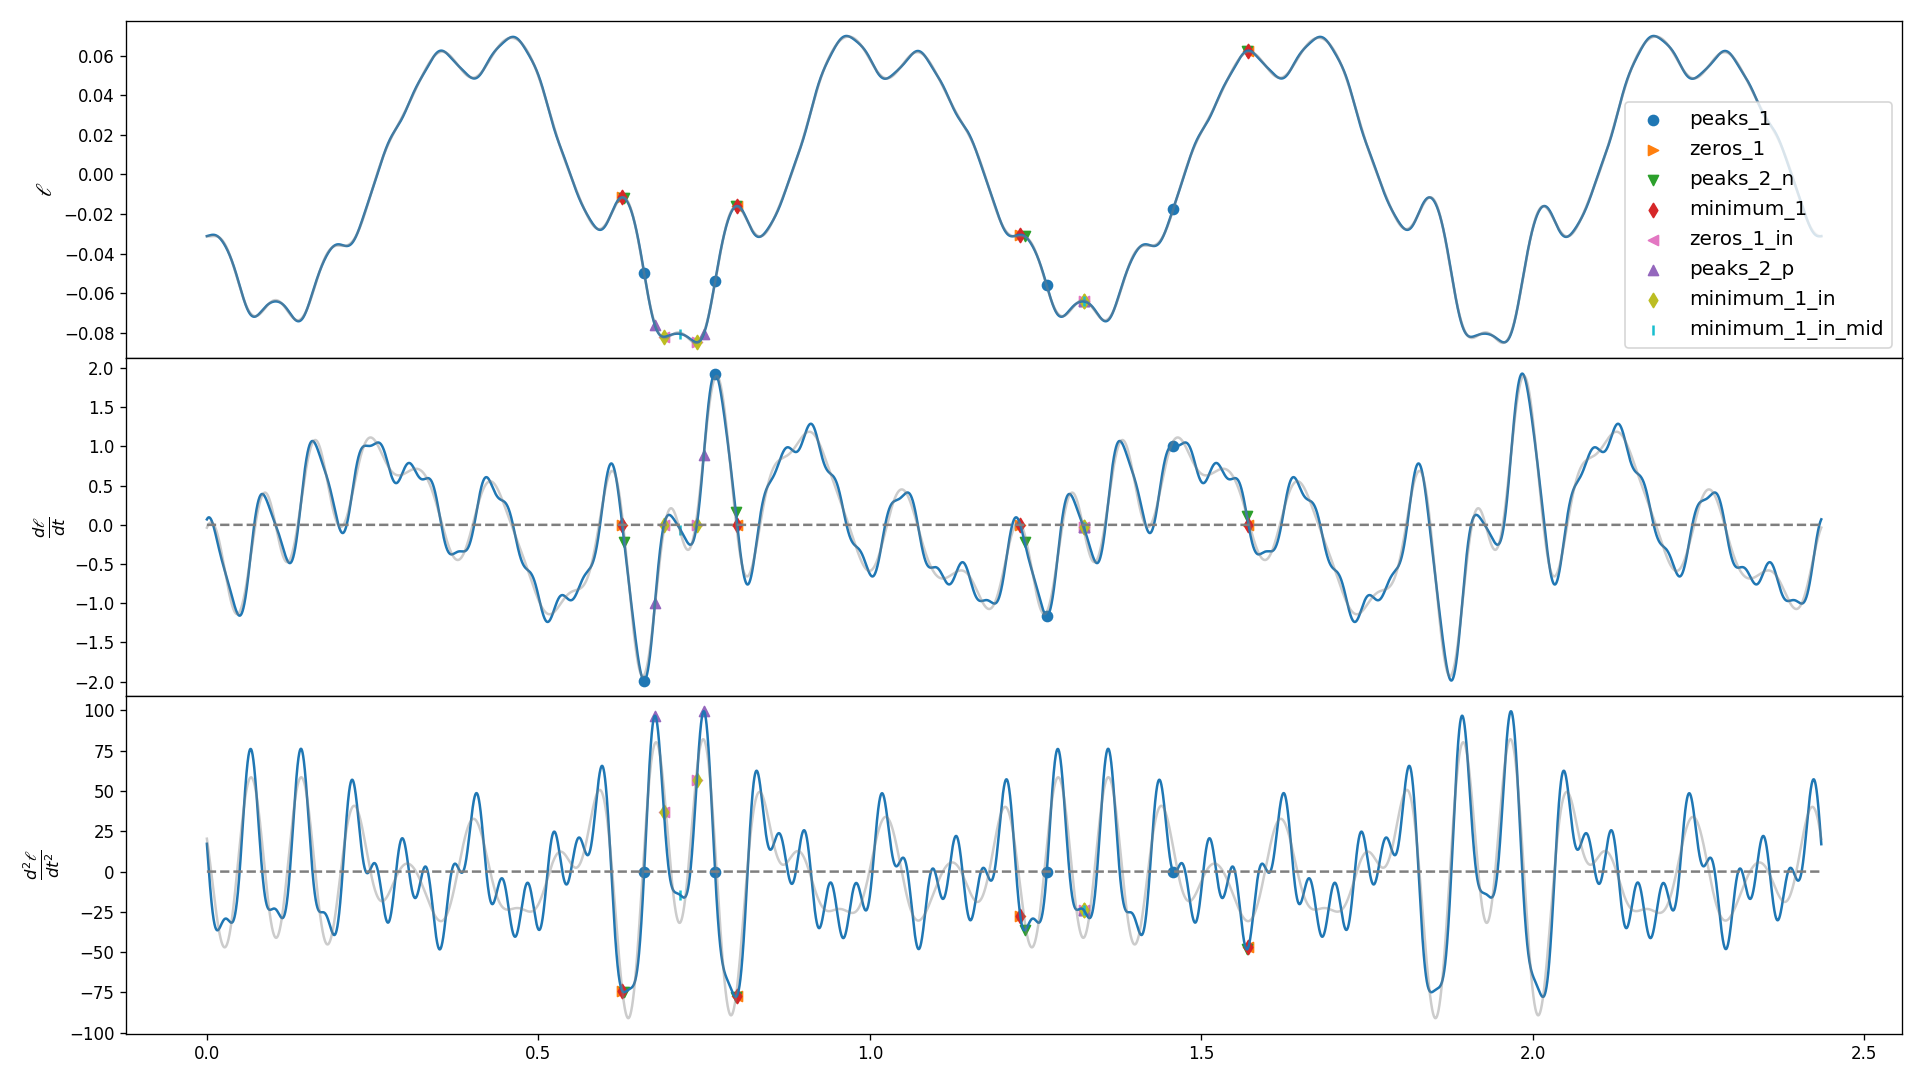 0.06
0.04
0.02
0.00
−0.02
−0.04
−0.06
−0.08
ℓ
peaks_1
zeros_1
peaks_2_n
minimum_1
zeros_1_in
peaks_2_p
minimum_1_in
minimum_1_in_mid
2.0
1.5
1.0
0.5
0.0
−0.5
−1.0
−1.5
−2.0
dℓ/dt
100
75
50
25
0
−25
−50
−75
−100
d²ℓ/dt²
0.0 0.5 1.0 1.5 2.0 2.5